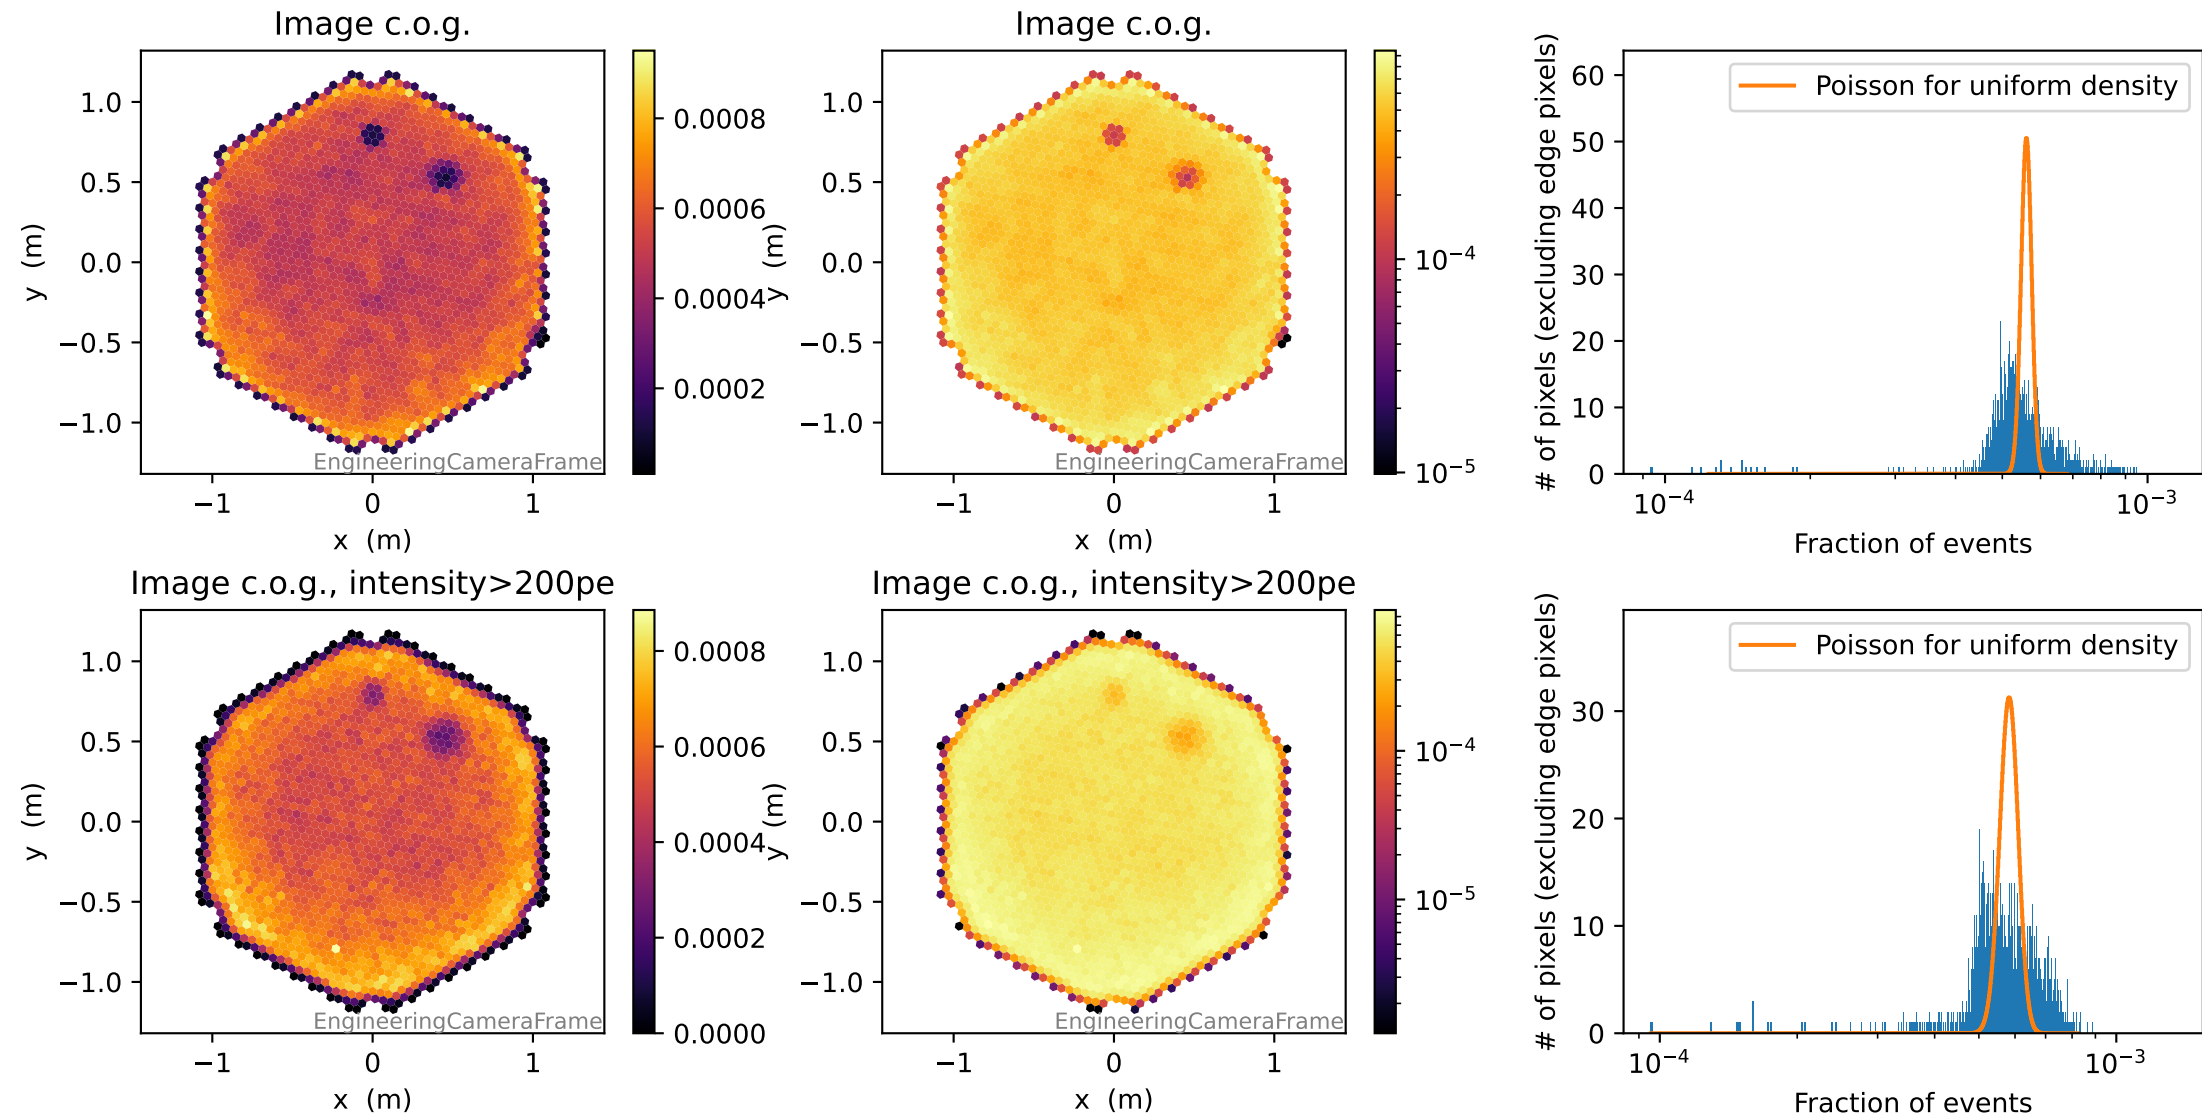 Image c.o.g.
y (m)
1.0
0.5
0.0
−0.5
−1.0
−1
0
1
x (m)
EngineeringCameraFrame
0.0008
0.0006
0.0004
0.0002
Image c.o.g.
y (m)
1.0
0.5
0.0
−0.5
−1.0
−1
0
1
x (m)
EngineeringCameraFrame
10⁻⁴
10⁻⁵
# of pixels (excluding edge pixels)
60
50
40
30
20
10
0
Poisson for uniform density
10⁻⁴
10⁻³
Fraction of events
Image c.o.g., intensity>200pe
y (m)
1.0
0.5
0.0
−0.5
−1.0
−1
0
1
x (m)
EngineeringCameraFrame
0.0008
0.0006
0.0004
0.0002
0.0000
Image c.o.g., intensity>200pe
y (m)
1.0
0.5
0.0
−0.5
−1.0
−1
0
1
x (m)
EngineeringCameraFrame
10⁻⁴
10⁻⁵
# of pixels (excluding edge pixels)
30
20
10
0
Poisson for uniform density
10⁻⁴
10⁻³
Fraction of events